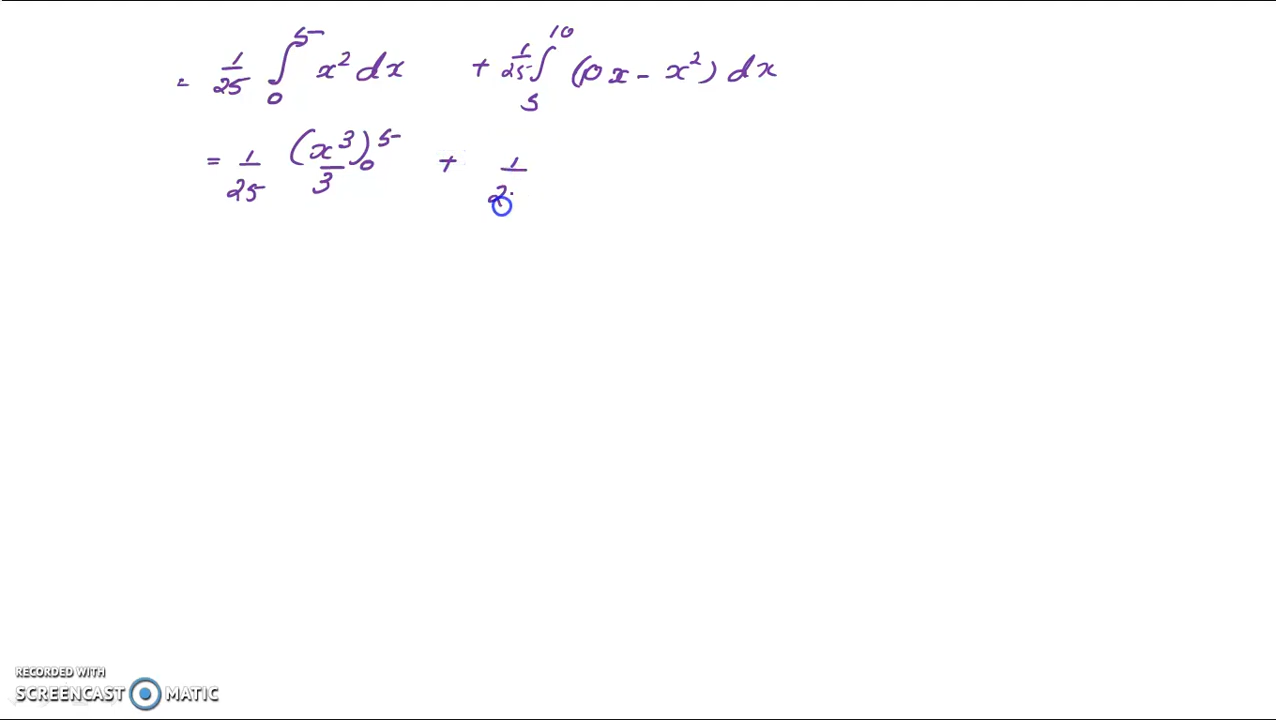 = 1/25 ∫₀⁵ x² dx + 1/25 ∫₅¹⁰ (10x - x²) dx
= 1/25 (x³/3)₀⁵ + 1/2
RECORDED WITH
SCREENCAST MATIC